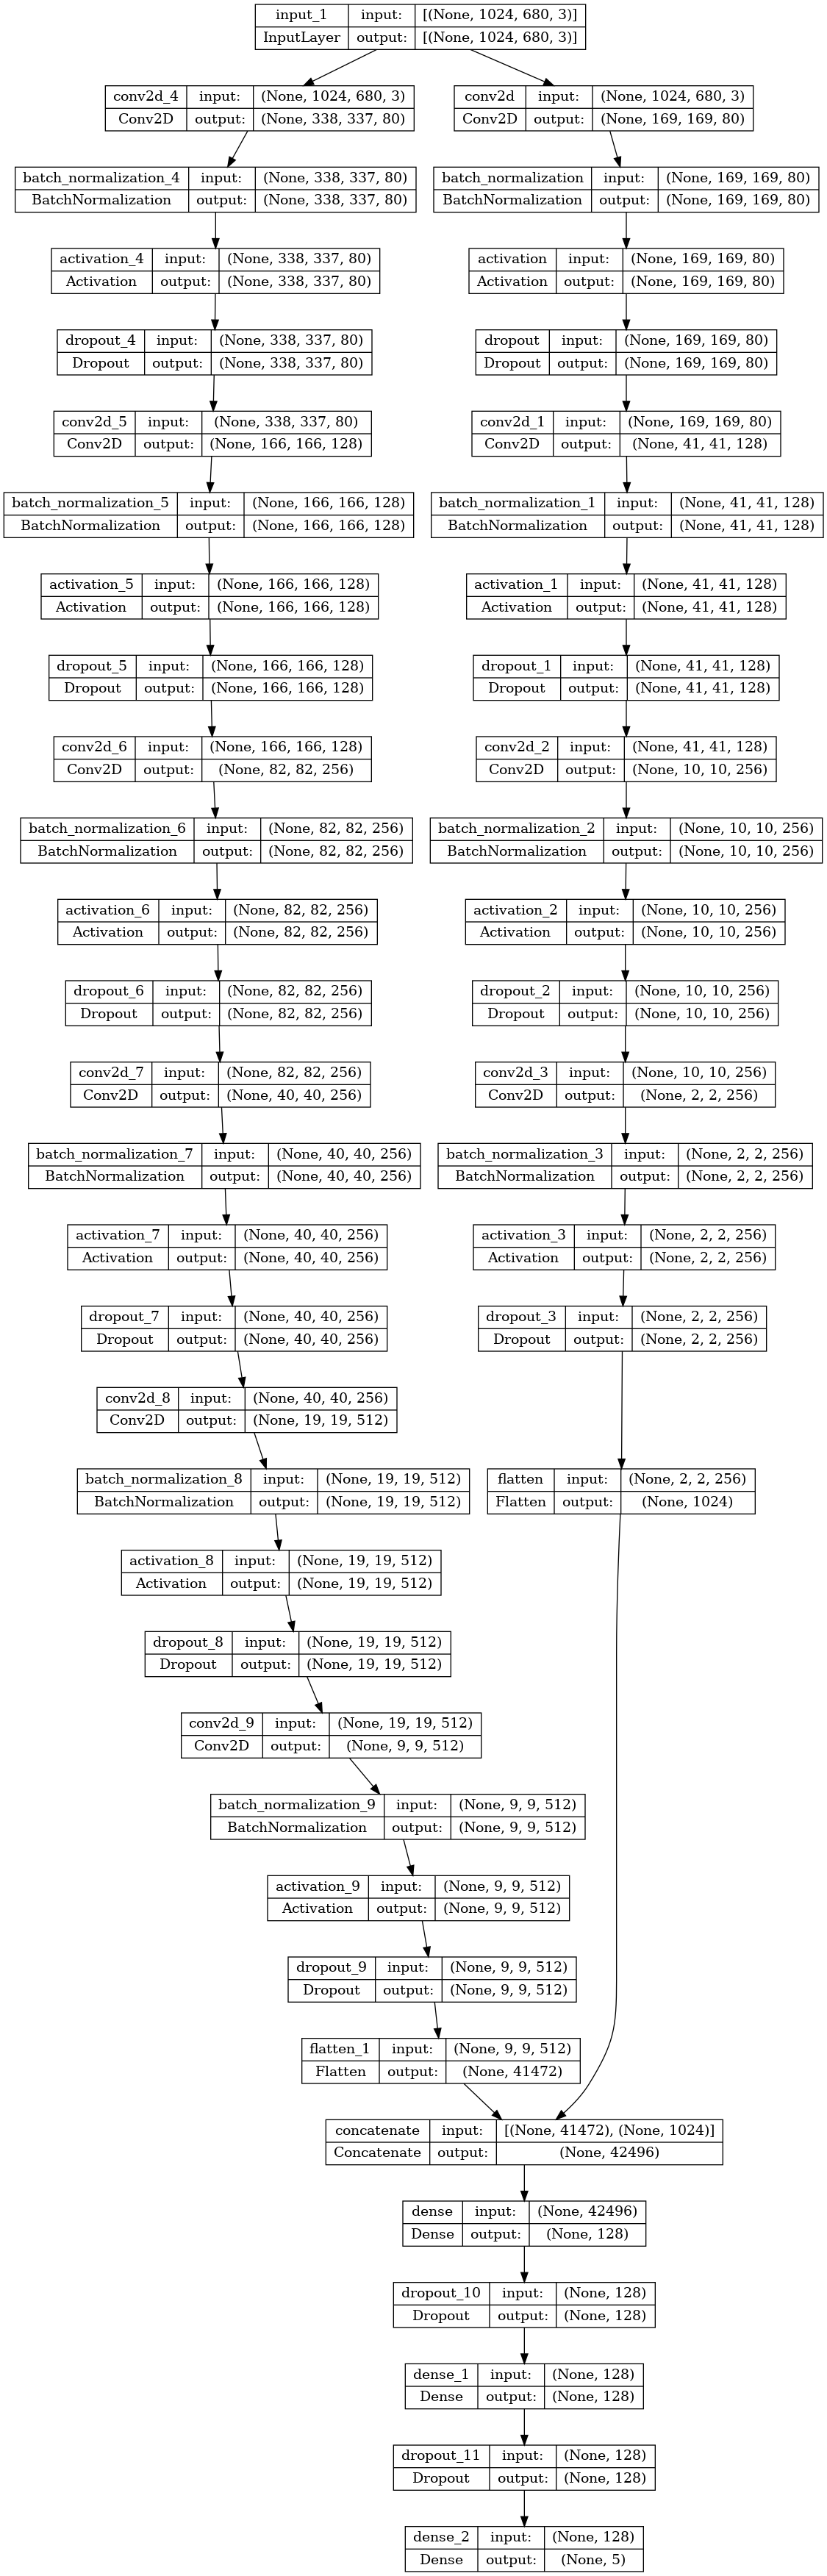 input_1 input: [(None, 1024, 680, 3)]
InputLayer output: [(None, 1024, 680, 3)]
conv2d_4 input: (None, 1024, 680, 3)
Conv2D output: (None, 338, 337, 80)
conv2d input: (None, 1024, 680, 3)
Conv2D output: (None, 169, 169, 80)
batch_normalization_4 input: (None, 338, 337, 80)
BatchNormalization output: (None, 338, 337, 80)
batch_normalization input: (None, 169, 169, 80)
BatchNormalization output: (None, 169, 169, 80)
activation_4 input: (None, 338, 337, 80)
Activation output: (None, 338, 337, 80)
activation input: (None, 169, 169, 80)
Activation output: (None, 169, 169, 80)
dropout_4 input: (None, 338, 337, 80)
Dropout output: (None, 338, 337, 80)
dropout input: (None, 169, 169, 80)
Dropout output: (None, 169, 169, 80)
conv2d_5 input: (None, 338, 337, 80)
Conv2D output: (None, 166, 166, 128)
conv2d_1 input: (None, 169, 169, 80)
Conv2D output: (None, 41, 41, 128)
batch_normalization_5 input: (None, 166, 166, 128)
BatchNormalization output: (None, 166, 166, 128)
batch_normalization_1 input: (None, 41, 41, 128)
BatchNormalization output: (None, 41, 41, 128)
activation_5 input: (None, 166, 166, 128)
Activation output: (None, 166, 166, 128)
activation_1 input: (None, 41, 41, 128)
Activation output: (None, 41, 41, 128)
dropout_5 input: (None, 166, 166, 128)
Dropout output: (None, 166, 166, 128)
dropout_1 input: (None, 41, 41, 128)
Dropout output: (None, 41, 41, 128)
conv2d_6 input: (None, 166, 166, 128)
Conv2D output: (None, 82, 82, 256)
conv2d_2 input: (None, 41, 41, 128)
Conv2D output: (None, 10, 10, 256)
batch_normalization_6 input: (None, 82, 82, 256)
BatchNormalization output: (None, 82, 82, 256)
batch_normalization_2 input: (None, 10, 10, 256)
BatchNormalization output: (None, 10, 10, 256)
activation_6 input: (None, 82, 82, 256)
Activation output: (None, 82, 82, 256)
activation_2 input: (None, 10, 10, 256)
Activation output: (None, 10, 10, 256)
dropout_6 input: (None, 82, 82, 256)
Dropout output: (None, 82, 82, 256)
dropout_2 input: (None, 10, 10, 256)
Dropout output: (None, 10, 10, 256)
conv2d_7 input: (None, 82, 82, 256)
Conv2D output: (None, 40, 40, 256)
conv2d_3 input: (None, 10, 10, 256)
Conv2D output: (None, 2, 2, 256)
batch_normalization_7 input: (None, 40, 40, 256)
BatchNormalization output: (None, 40, 40, 256)
batch_normalization_3 input: (None, 2, 2, 256)
BatchNormalization output: (None, 2, 2, 256)
activation_7 input: (None, 40, 40, 256)
Activation output: (None, 40, 40, 256)
activation_3 input: (None, 2, 2, 256)
Activation output: (None, 2, 2, 256)
dropout_7 input: (None, 40, 40, 256)
Dropout output: (None, 40, 40, 256)
dropout_3 input: (None, 2, 2, 256)
Dropout output: (None, 2, 2, 256)
conv2d_8 input: (None, 40, 40, 256)
Conv2D output: (None, 19, 19, 512)
batch_normalization_8 input: (None, 19, 19, 512)
BatchNormalization output: (None, 19, 19, 512)
flatten input: (None, 2, 2, 256)
Flatten output: (None, 1024)
activation_8 input: (None, 19, 19, 512)
Activation output: (None, 19, 19, 512)
dropout_8 input: (None, 19, 19, 512)
Dropout output: (None, 19, 19, 512)
conv2d_9 input: (None, 19, 19, 512)
Conv2D output: (None, 9, 9, 512)
batch_normalization_9 input: (None, 9, 9, 512)
BatchNormalization output: (None, 9, 9, 512)
activation_9 input: (None, 9, 9, 512)
Activation output: (None, 9, 9, 512)
dropout_9 input: (None, 9, 9, 512)
Dropout output: (None, 9, 9, 512)
flatten_1 input: (None, 9, 9, 512)
Flatten output: (None, 41472)
concatenate input: [(None, 41472), (None, 1024)]
Concatenate output: (None, 42496)
dense input: (None, 42496)
Dense output: (None, 128)
dropout_10 input: (None, 128)
Dropout output: (None, 128)
dense_1 input: (None, 128)
Dense output: (None, 128)
dropout_11 input: (None, 128)
Dropout output: (None, 128)
dense_2 input: (None, 128)
Dense output: (None, 5)